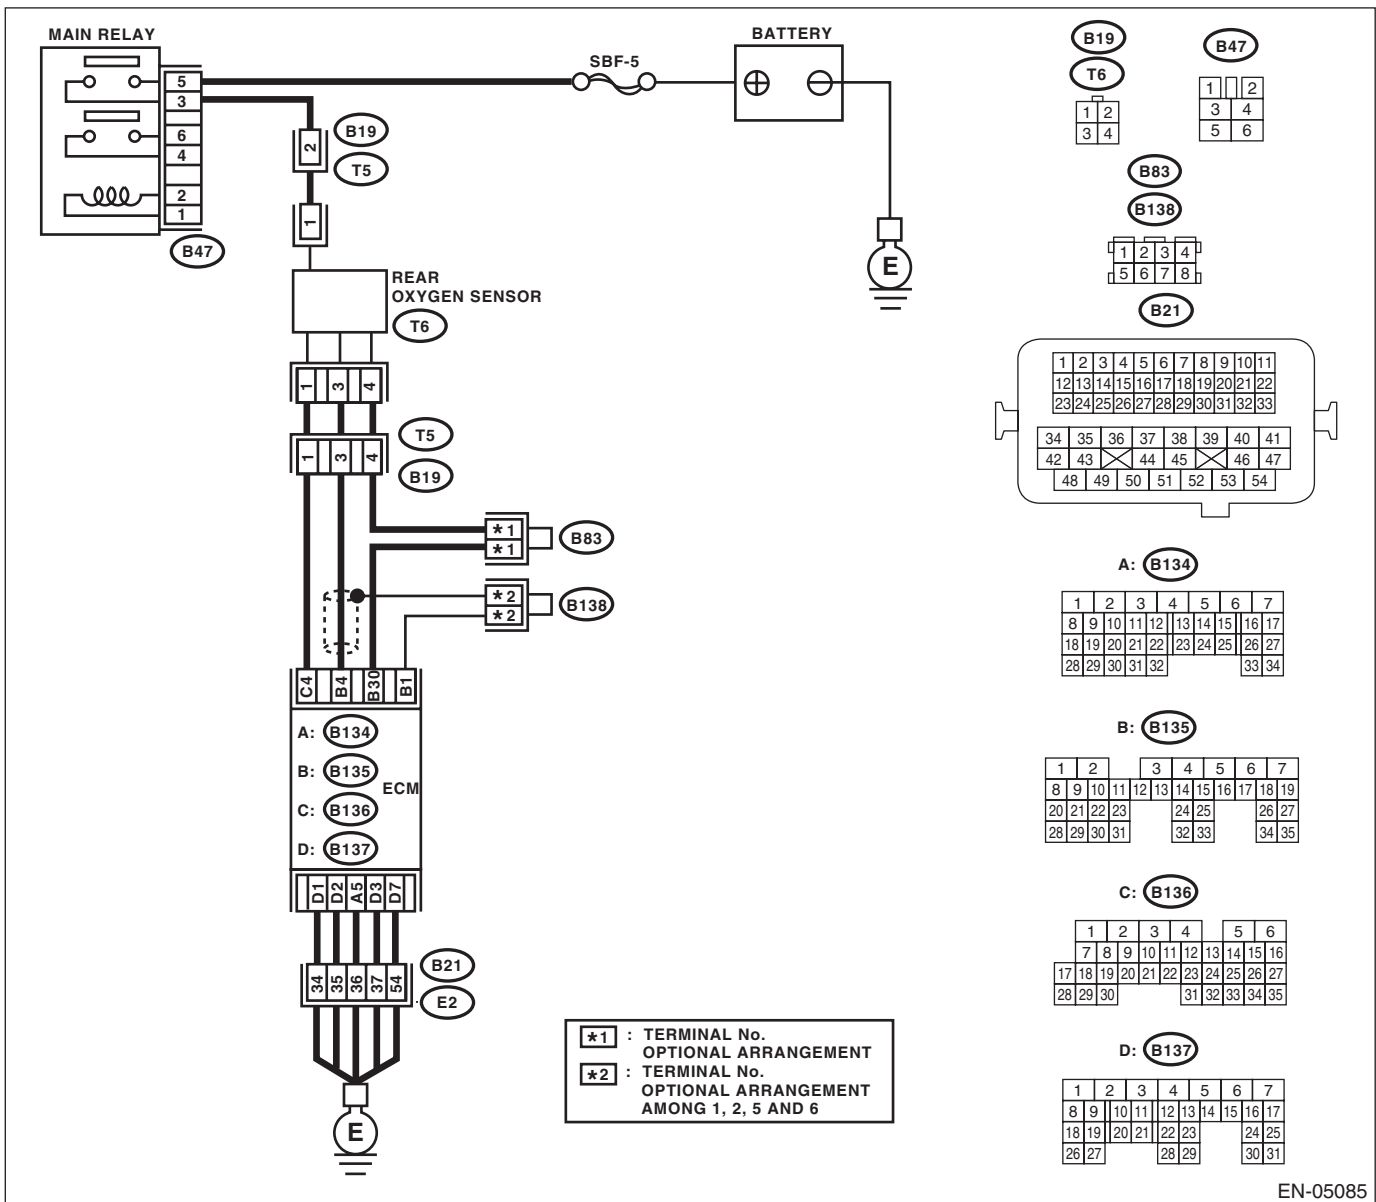 MAIN RELAY
5
3
6
4
2
1
B47
SBF-5
BATTERY
E
2
B19
T5
1
REAR
OXYGEN SENSOR
T6
1 3 4
T5
1 3 4
B19
*1
*1
B83
*2
*2
B138
C4 B4 B30 B1
A: B134
B: B135
ECM
C: B136
D: B137
D1 D2 A5 D3 D7
34 35 36 37 54
B21
E2
E
*1 : TERMINAL No.
OPTIONAL ARRANGEMENT
*2 : TERMINAL No.
OPTIONAL ARRANGEMENT
AMONG 1, 2, 5 AND 6
B19
T6
1 2
3 4
B47
1 2
3 4
5 6
B83
B138
1 2 3 4
5 6 7 8
B21
1 2 3 4 5 6 7 8 9 10 11
12 13 14 15 16 17 18 19 20 21 22
23 24 25 26 27 28 29 30 31 32 33
34 35 36 37 38 39 40 41
42 43 44 45 46 47
48 49 50 51 52 53 54
A: B134
1 2 3 4 5 6 7
8 9 10 11 12 13 14 15 16 17
18 19 20 21 22 23 24 25 26 27
28 29 30 31 32 33 34
B: B135
1 2 3 4 5 6 7
8 9 10 11 12 13 14 15 16 17 18 19
20 21 22 23 24 25 26 27
28 29 30 31 32 33 34 35
C: B136
1 2 3 4 5 6
7 8 9 10 11 12 13 14 15 16
17 18 19 20 21 22 23 24 25 26 27
28 29 30 31 32 33 34 35
D: B137
1 2 3 4 5 6 7
8 9 10 11 12 13 14 15 16 17
18 19 20 21 22 23 24 25
26 27 28 29 30 31
EN-05085